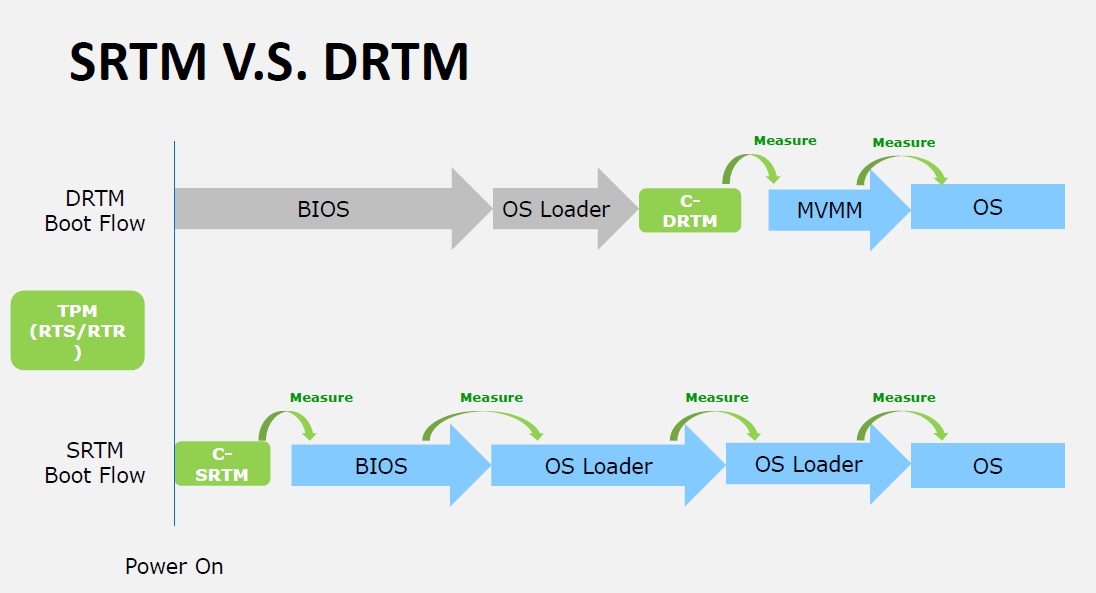 SRTM V.S. DRTM
Measure
Measure
DRTM
Boot Flow
BIOS
OS Loader
C-
DRTM
MVMM
OS
TPM
(RTS/RTR
)
Measure
Measure
Measure
Measure
SRTM
Boot Flow
C-
SRTM
BIOS
OS Loader
OS Loader
OS
Power On